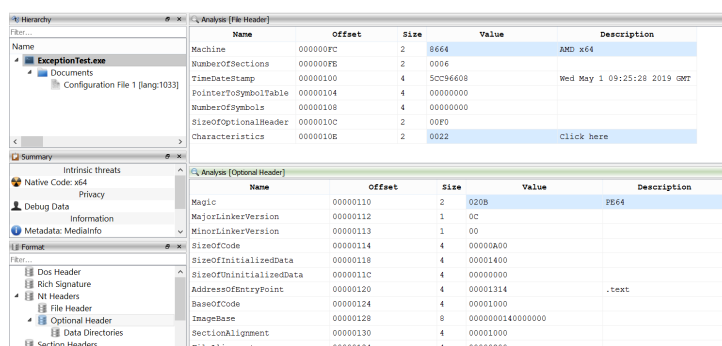 Hierarchy
Filter...
Name
ExceptionTest.exe
Documents
Configuration File 1 [lang:1033]
Summary
Intrinsic threats
Native Code: x64
Privacy
Debug Data
Information
Metadata: MediaInfo
Format
Filter...
Dos Header
Rich Signature
Nt Headers
File Header
Optional Header
Data Directories
Section Headers
Analysis [File Header]
Name Offset Size Value Description
Machine 000000FC 2 8664 AMD x64
NumberOfSections 000000FE 2 0006
TimeDateStamp 00000100 4 5CC96608 Wed May 1 09:25:28 2019 GMT
PointerToSymbolTable 00000104 4 00000000
NumberOfSymbols 00000108 4 00000000
SizeOfOptionalHeader 0000010C 2 00F0
Characteristics 0000010E 2 0022 Click here
Analysis [Optional Header]
Name Offset Size Value Description
Magic 00000110 2 020B PE64
MajorLinkerVersion 00000112 1 0C
MinorLinkerVersion 00000113 1 00
SizeOfCode 00000114 4 00000A00
SizeOfInitializedData 00000118 4 00001400
SizeOfUninitializedData 0000011C 4 00000000
AddressOfEntryPoint 00000120 4 00001314 .text
BaseOfCode 00000124 4 00001000
ImageBase 00000128 8 0000000140000000
SectionAlignment 00000130 4 00001000